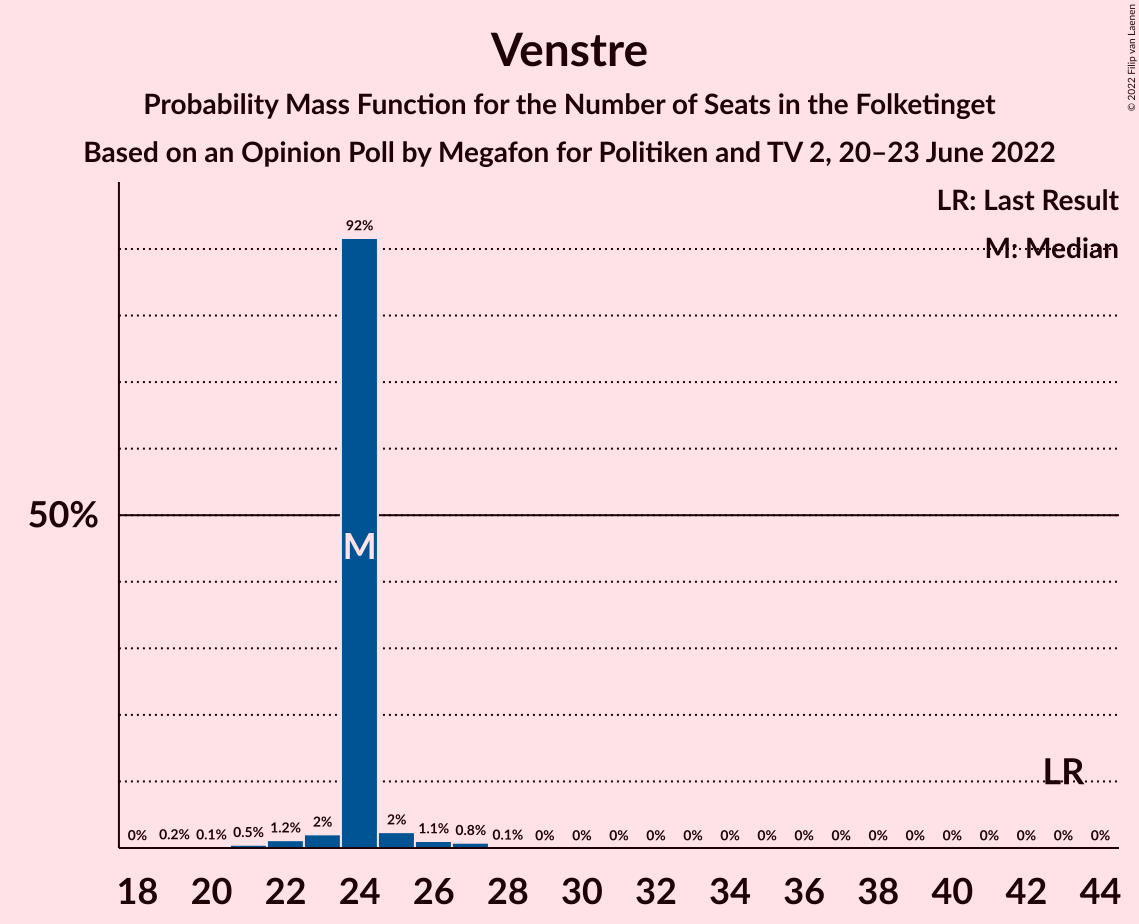 Venstre
Probability Mass Function for the Number of Seats in the Folketinget
Based on an Opinion Poll by Megafon for Politiken and TV 2, 20–23 June 2022
© 2022 Filip van Laenen
LR: Last Result
M: Median
92%
50%
M
LR
0% 0.2% 0.1% 0.5% 1.2% 2% 2% 1.1% 0.8% 0.1% 0% 0% 0% 0% 0% 0% 0% 0% 0% 0% 0% 0% 0% 0% 0% 0%
18 20 22 24 26 28 30 32 34 36 38 40 42 44